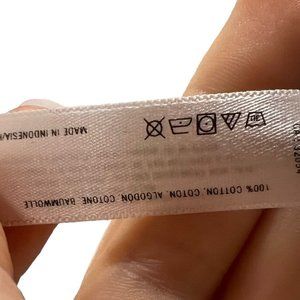 100% COTTON, COTON, ALGODÓN, COTONE, BAUMWOLLE
MADE IN INDONESIA/